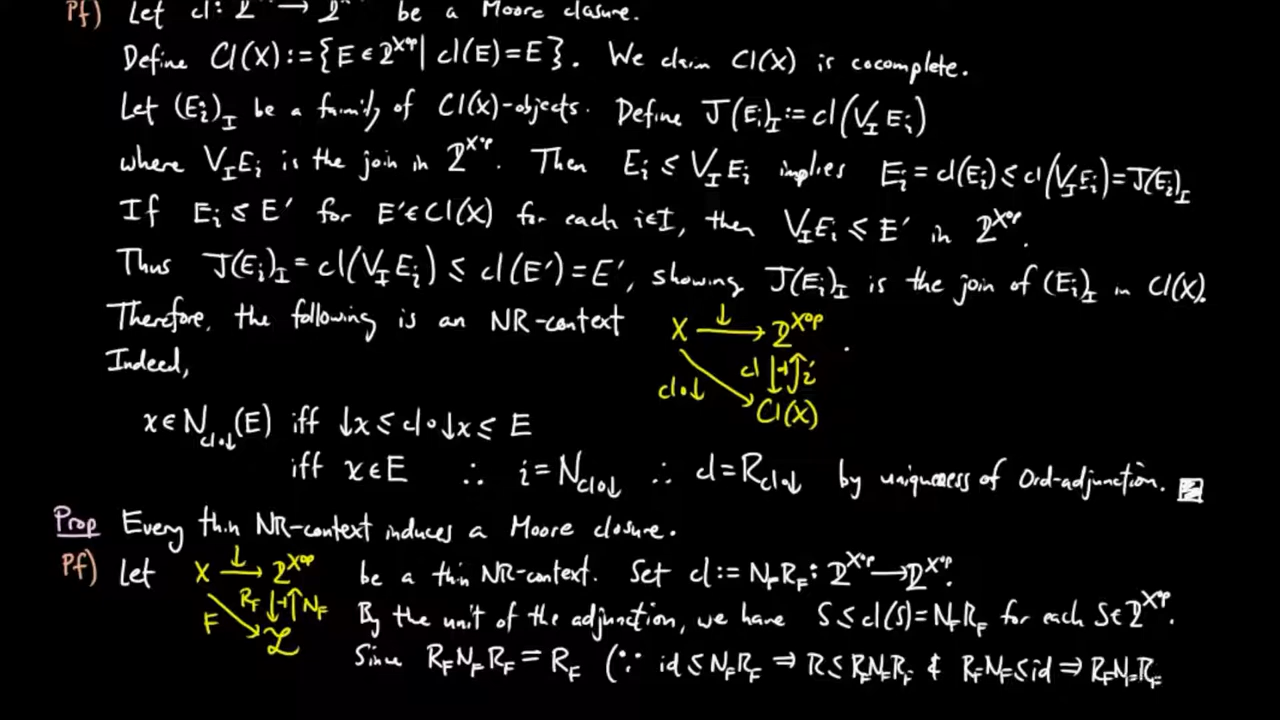 Pf) Let cl: 2^{X^{op}} → 2^{X^{op}} be a Moore closure.
Define Cl(X) := {E ∈ 2^{X^{op}} | cl(E) = E}. We claim Cl(X) is cocomplete.
Let (E_i)_I be a family of Cl(X)-objects. Define J(E_i)_I := cl(V_I E_i)
where V_I E_i is the join in 2^{X^{op}}. Then E_i ≤ V_I E_i implies E_i = cl(E_i) ≤ cl(V_I E_i) = J(E_i)_I
If E_i ≤ E' for E' ∈ Cl(X) for each i∈I, then V_I E_i ≤ E' in 2^{X^{op}}.
Thus J(E_i)_I = cl(V_I E_i) ≤ cl(E') = E', showing J(E_i)_I is the join of (E_i)_I in Cl(X).
Therefore, the following is an NR-context
X ↓ → 2^{X^{op}}
cl∘↓ cl ⊣ i
Cl(X)
Indeed,
x ∈ N_{cl∘↓}(E) iff ↓x ≤ cl∘↓x ≤ E
iff x ∈ E ∴ i = N_{cl∘↓} ∴ cl = R_{cl∘↓} by uniqueness of Ord-adjunction.
Prop Every thin NR-context induces a Moore closure.
Pf) Let X ↓ → 2^{X^{op}} be a thin NR-context. Set cl := N_F R_F : 2^{X^{op}} → 2^{X^{op}}.
F R_F ⊣ N_F By the unit of the adjunction, we have S ≤ cl(S) = N_F R_F for each S ∈ 2^{X^{op}}.
ℒ Since R_F N_F R_F = R_F (∵ id ≤ N_F R_F ⇒ R ≤ R_F N_F R_F & R_F N_F ≤ id ⇒ R_F N_F R_F